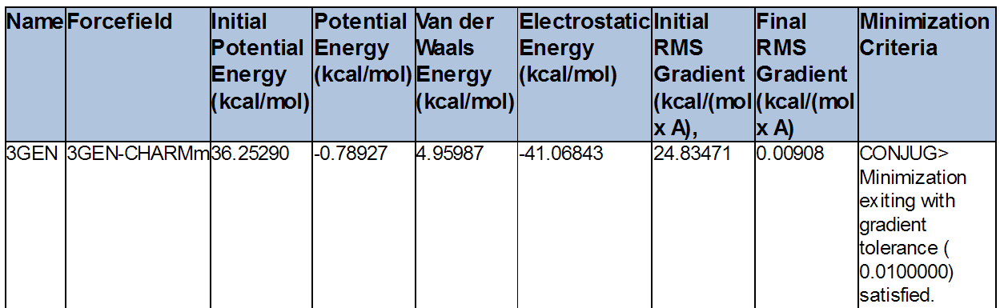 Name Forcefield Initial Potential Van der Electrostatic Initial Final Minimization
Potential Energy Waals Energy RMS RMS Criteria
Energy (kcal/mol) Energy (kcal/mol) Gradient Gradient
(kcal/mol) (kcal/mol) (kcal/(mol (kcal/(mol
x A), x A)
3GEN 3GEN-CHARMm 36.25290 -0.78927 4.95987 -41.06843 24.83471 0.00908 CONJUG>
Minimization
exiting with
gradient
tolerance (
0.0100000)
satisfied.